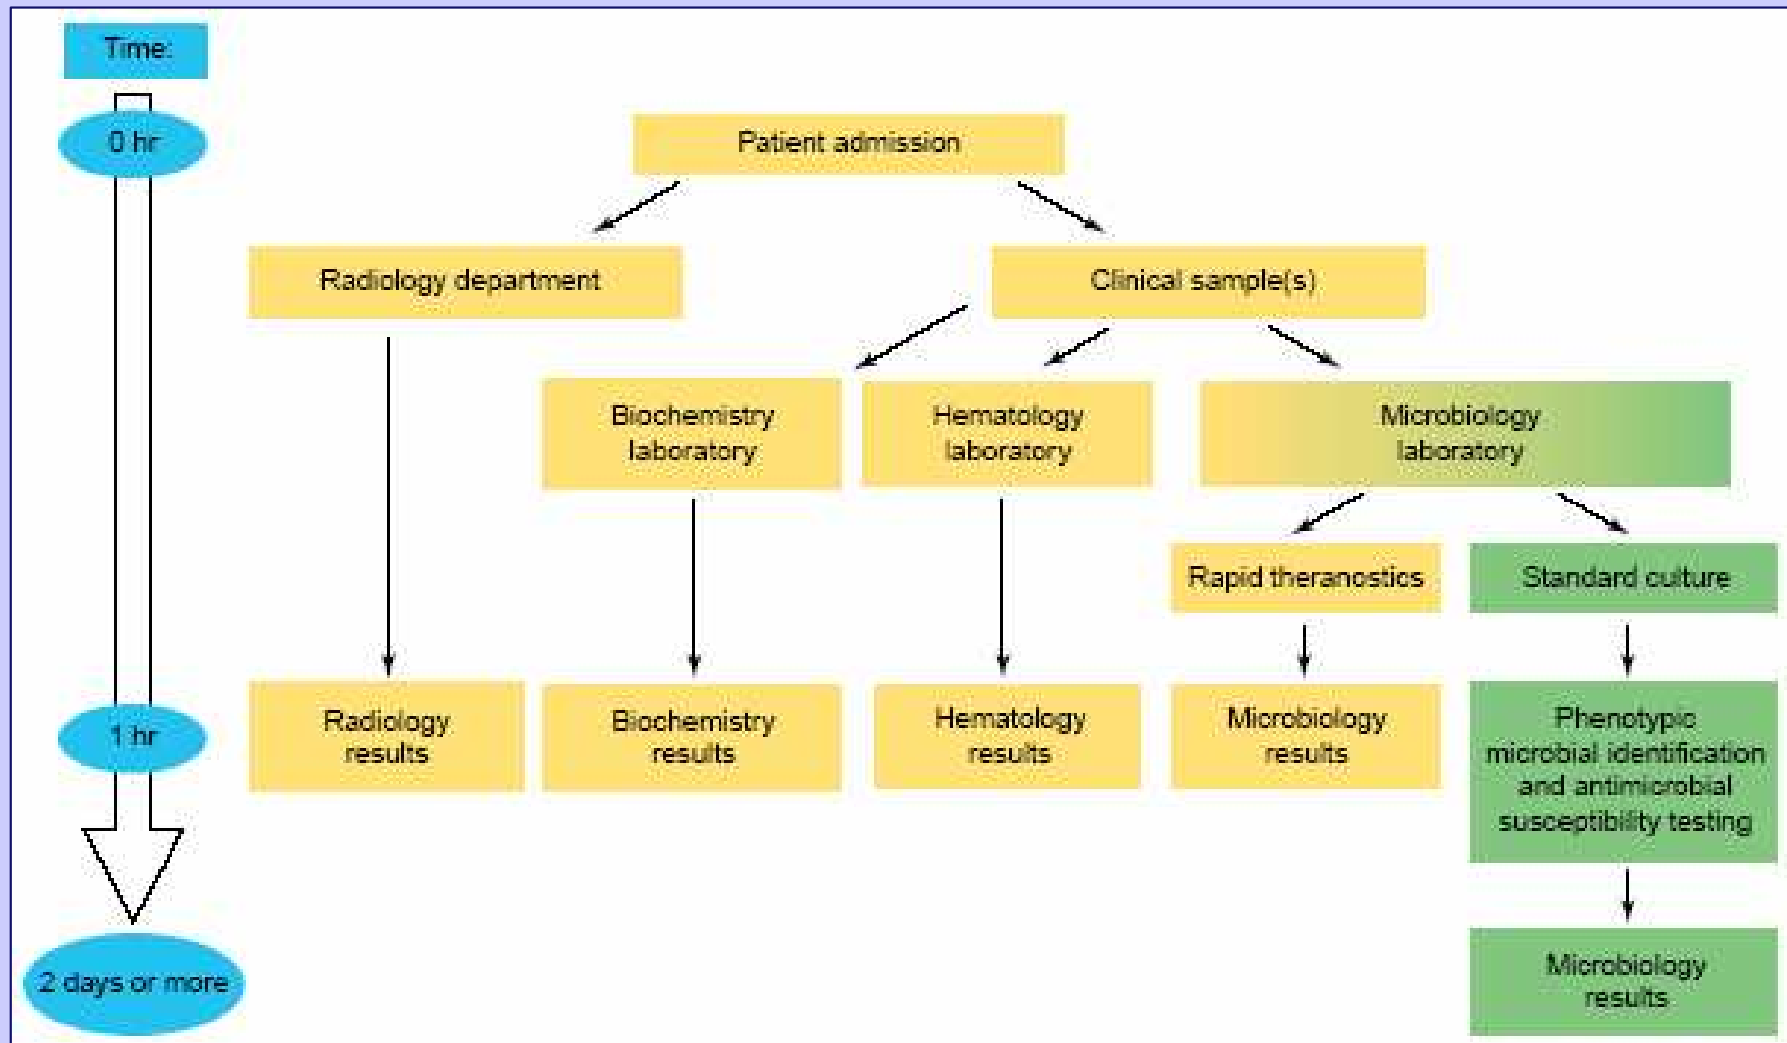 Time:
0 hr
Patient admission
Radiology department
Clinical sample(s)
Biochemistry
laboratory
Hematology
laboratory
Microbiology
laboratory
Rapid theranostics
Standard culture
1 hr
Radiology
results
Biochemistry
results
Hematology
results
Microbiology
results
Phenotypic
microbial identification
and antimicrobial
susceptibility testing
2 days or more
Microbiology
results